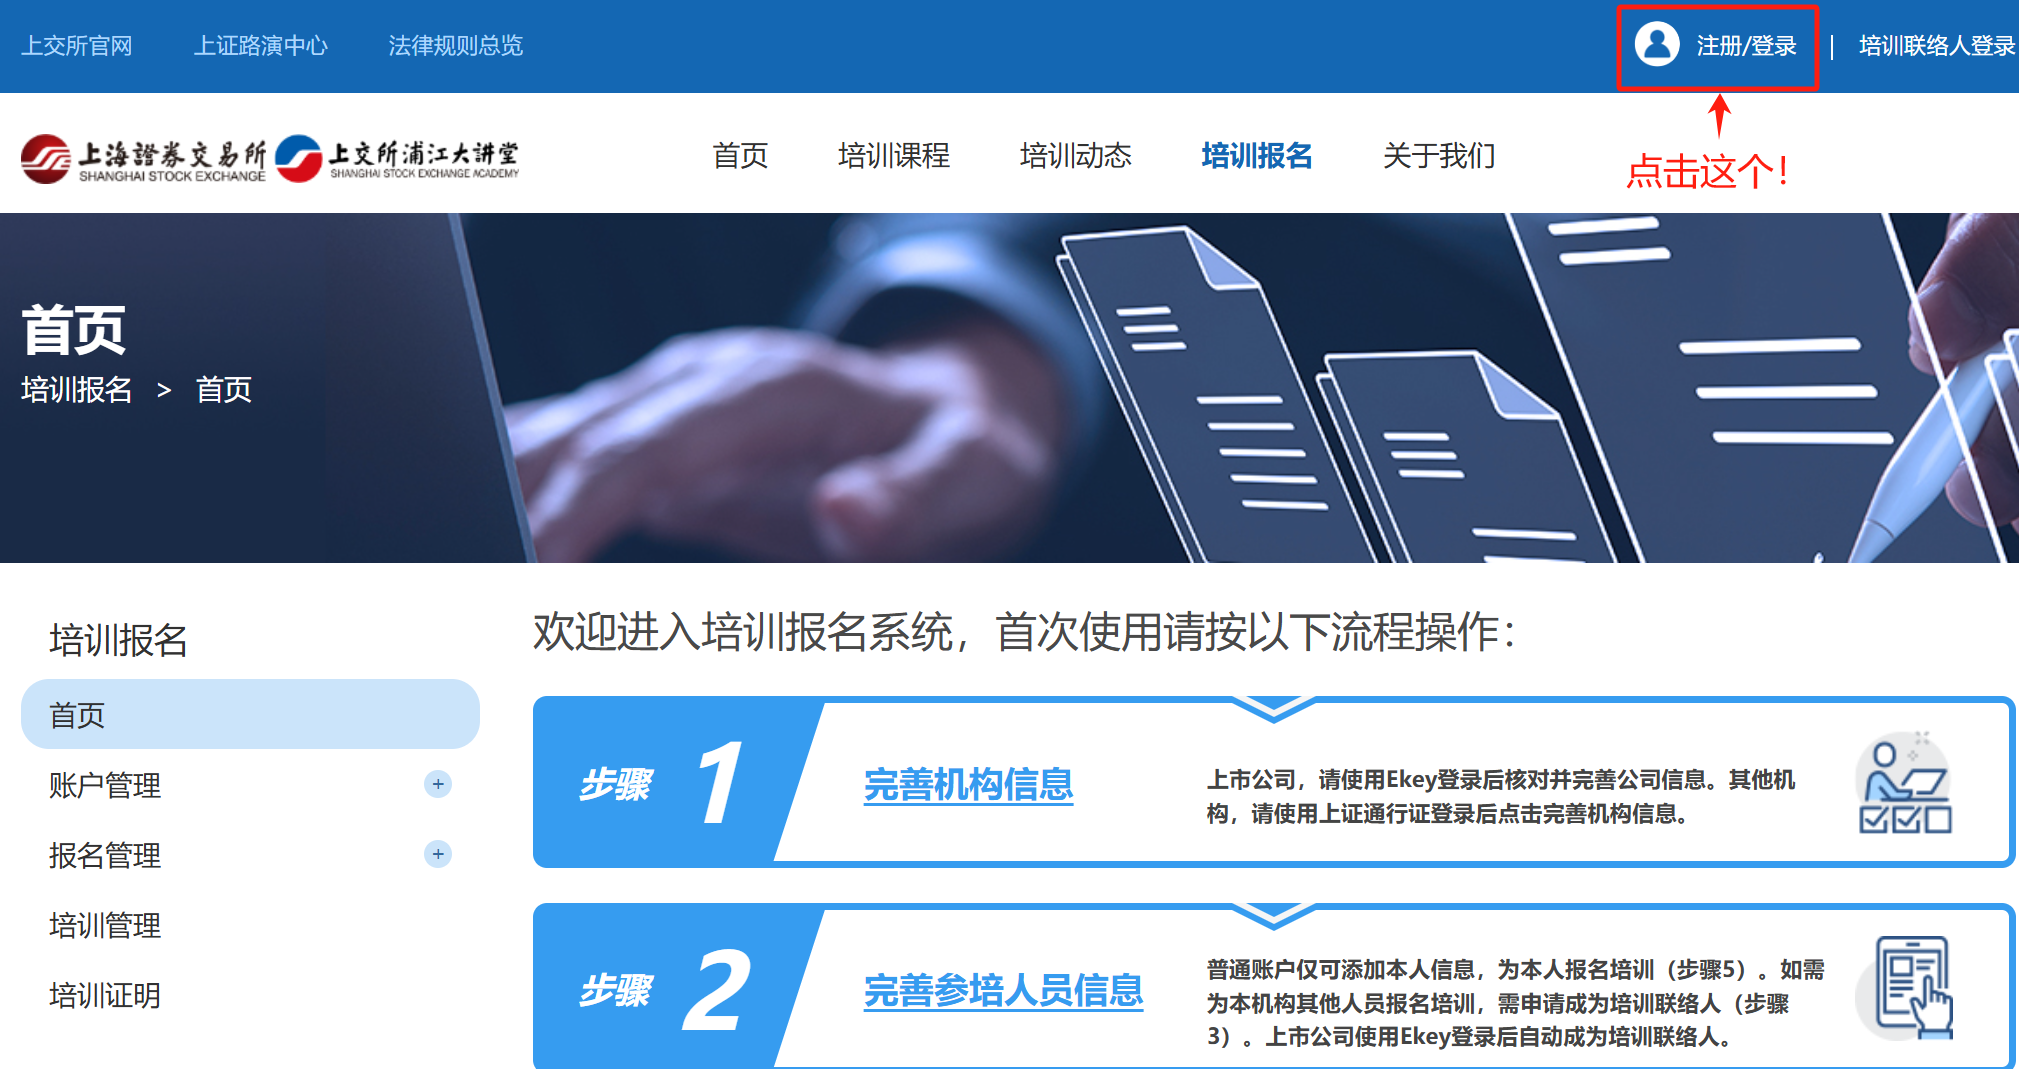 上交所官网 上证路演中心 法律规则总览 注册/登录 | 培训联络人登录
上海證券交易所 上交所浦江大讲堂
SHANGHAI STOCK EXCHANGE SHANGHAI STOCK EXCHANGE ACADEMY
首页 培训课程 培训动态 培训报名 关于我们
点击这个！
首页
培训报名 > 首页
培训报名
首页
账户管理 +
报名管理 +
培训管理
培训证明
欢迎进入培训报名系统，首次使用请按以下流程操作：
步骤 1
完善机构信息
上市公司，请使用Ekey登录后核对并完善公司信息。其他机
构，请使用上证通行证登录后点击完善机构信息。
步骤 2
完善参培人员信息
普通账户仅可添加本人信息，为本人报名培训（步骤5）。如需
为本机构其他人员报名培训，需申请成为培训联络人（步骤
3）。上市公司使用Ekey登录后自动成为培训联络人。